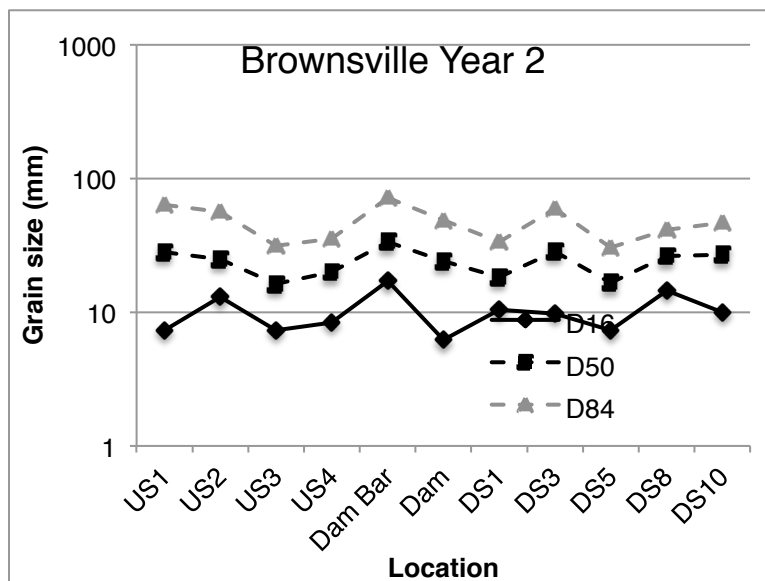 Brownsville Year 2
1000
100
10
1
Grain size (mm)
D16
D50
D84
US1
US2
US3
US4
Dam Bar
Dam
DS1
DS3
DS5
DS8
DS10
Location